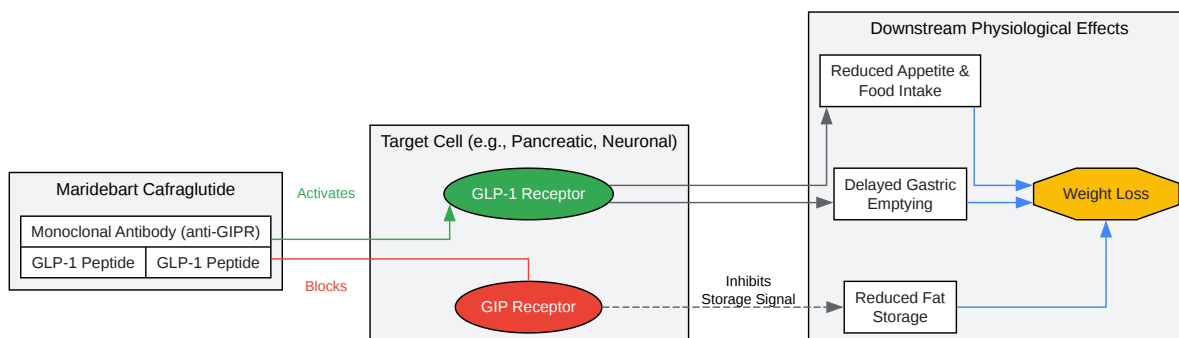 Downstream Physiological Effects
Reduced Appetite &
Food Intake
Target Cell (e.g., Pancreatic, Neuronal)
Maridebart Cafraglutide
Activates
GLP-1 Receptor
Delayed Gastric
Emptying
Weight Loss
Monoclonal Antibody (anti-GIPR)
GLP-1 Peptide
GLP-1 Peptide
Blocks
GIP Receptor
Inhibits
Storage Signal
Reduced Fat
Storage